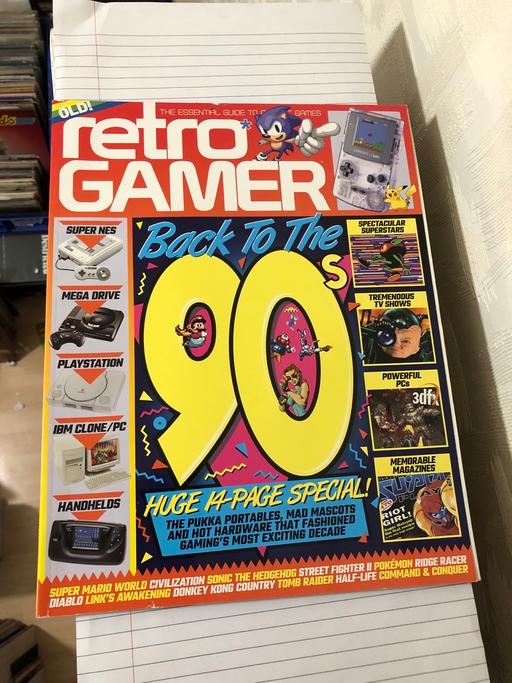 OLD!
THE ESSENTIAL GUIDE TO GAMES
retro
GAMER
SUPER NES
MEGA DRIVE
PLAYSTATION
IBM CLONE/PC
HANDHELDS
Back To The
90s
HUGE 14-PAGE SPECIAL!
THE PUKKA PORTABLES, MAD MASCOTS
AND HOT HARDWARE THAT FASHIONED
GAMING'S MOST EXCITING DECADE
SPECTACULAR
SUPERSTARS
TREMENDOUS
TV SHOWS
POWERFUL
PCs
3df
MEMORABLE
MAGAZINES
RIOT
GIRL!
SUPER MARIO WORLD CIVILIZATION SONIC THE HEDGEHOG STREET FIGHTER II POKÉMON RIDGE RACER
DIABLO LINK'S AWAKENING DONKEY KONG COUNTRY TOMB RAIDER HALF-LIFE COMMAND & CONQUER